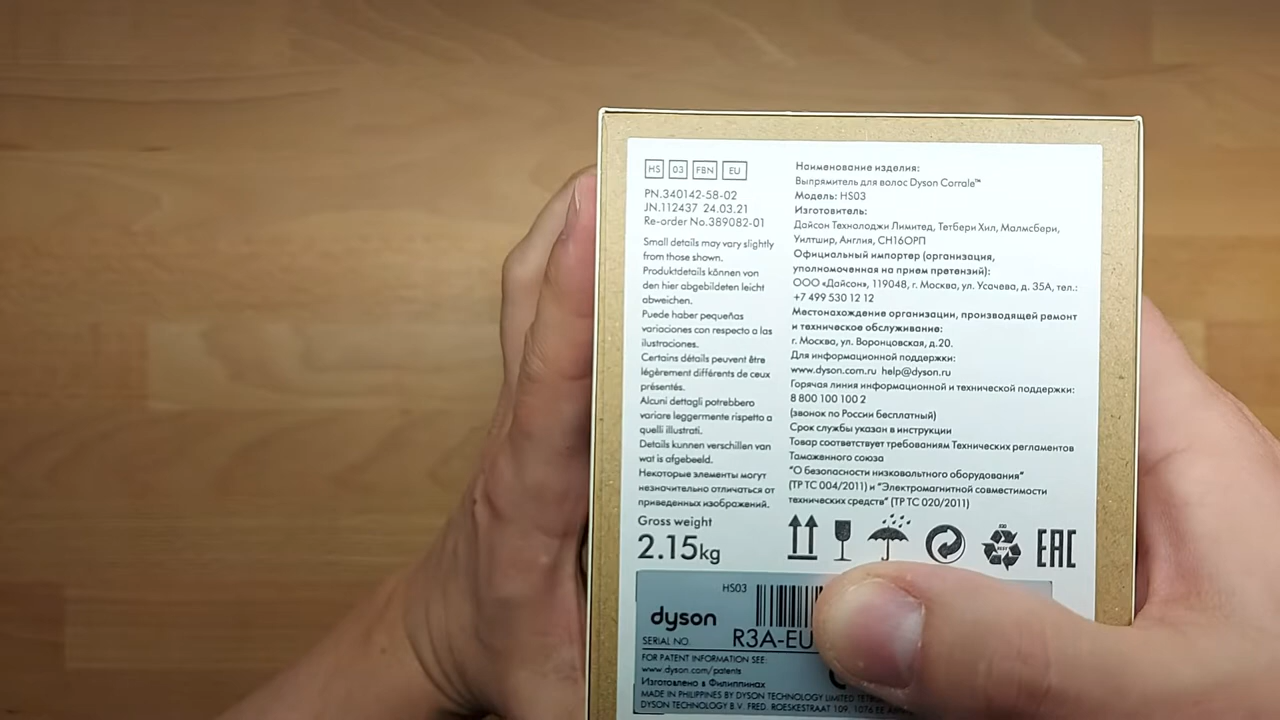 HS 03 FBN EU
PN.340142-58-02
JN.112437 24.03.21
Re-order No.389082-01
Small details may vary slightly
from those shown.
Produktdetails können von
den hier abgebildeten leicht
abweichen.
Puede haber pequeñas
variaciones con respecto a las
ilustraciones.
Certains détails peuvent être
légèrement différents de ceux
présentés.
Alcuni dettagli potrebbero
variare leggermente rispetto a
quelli illustrati.
Details kunnen verschillen van
wat is afgebeeld.
Некоторые элементы могут
незначительно отличаться от
приведенных изображений.
Gross weight
2.15kg
Наименование изделия:
Выпрямитель для волос Dyson Corrale™
Модель: HS03
Изготовитель:
Дайсон Технолоджи Лимитед, Тетбери Хил, Малмсбери,
Уилтшир, Англия, СН16ОРП
Официальный импортер (организация,
уполномоченная на прием претензий):
ООО «Дайсон», 119048, г. Москва, ул. Усачева, д. 35А, тел.:
+7 499 530 12 12
Местонахождение организации, производящей ремонт
и техническое обслуживание:
г. Москва, ул. Воронцовская, д.20.
Для информационной поддержки:
www.dyson.com.ru help@dyson.ru
Горячая линия информационной и технической поддержки:
8 800 100 100 2
(звонок по России бесплатный)
Срок службы указан в инструкции
Товар соответствует требованиям Технических регламентов
Таможенного союза
"О безопасности низковольтного оборудования"
(ТР ТС 004/2011) и "Электромагнитной совместимости
технических средств" (ТР ТС 020/2011)
EAC
HS03
dyson
SERIAL NO. R3A-EU
FOR PATENT INFORMATION SEE:
www.dyson.com/patents
Изготовлено в Филиппинах
MADE IN PHILIPPINES BY DYSON TECHNOLOGY LIMITED
DYSON TECHNOLOGY B.V. FRED. ROESKESTRAAT 109, 1076 EE